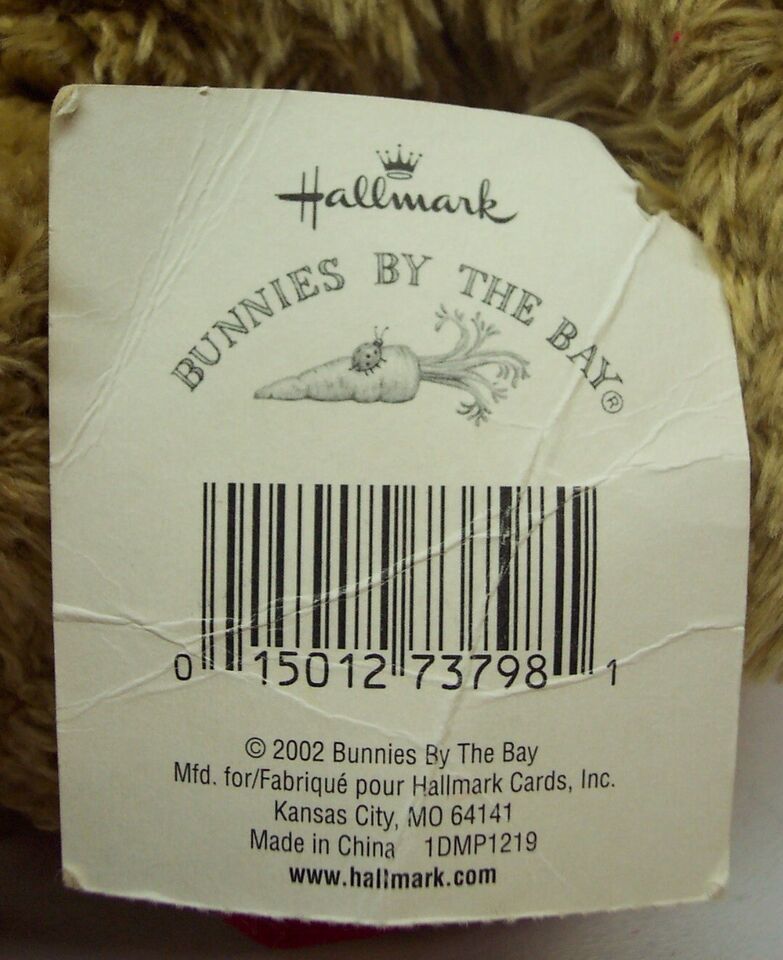 Hallmark
BUNNIES BY THE BAY®
0 15012 73798 1
© 2002 Bunnies By The Bay
Mfd. for/Fabriqué pour Hallmark Cards, Inc.
Kansas City, MO 64141
Made in China 1DMP1219
www.hallmark.com